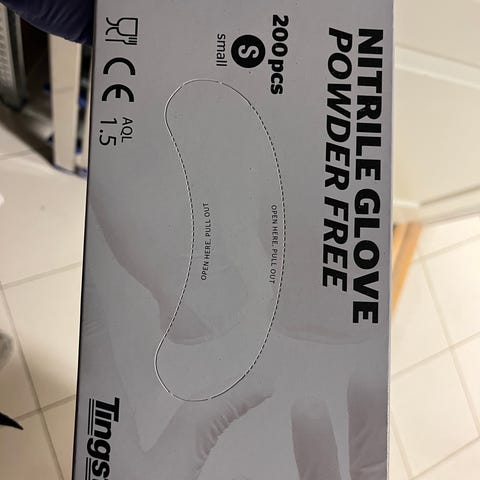 NITRILE GLOVE
POWDER FREE
200pcs
S
small
OPEN HERE, PULL OUT
OPEN HERE, PULL OUT
CE
AQL
1.5